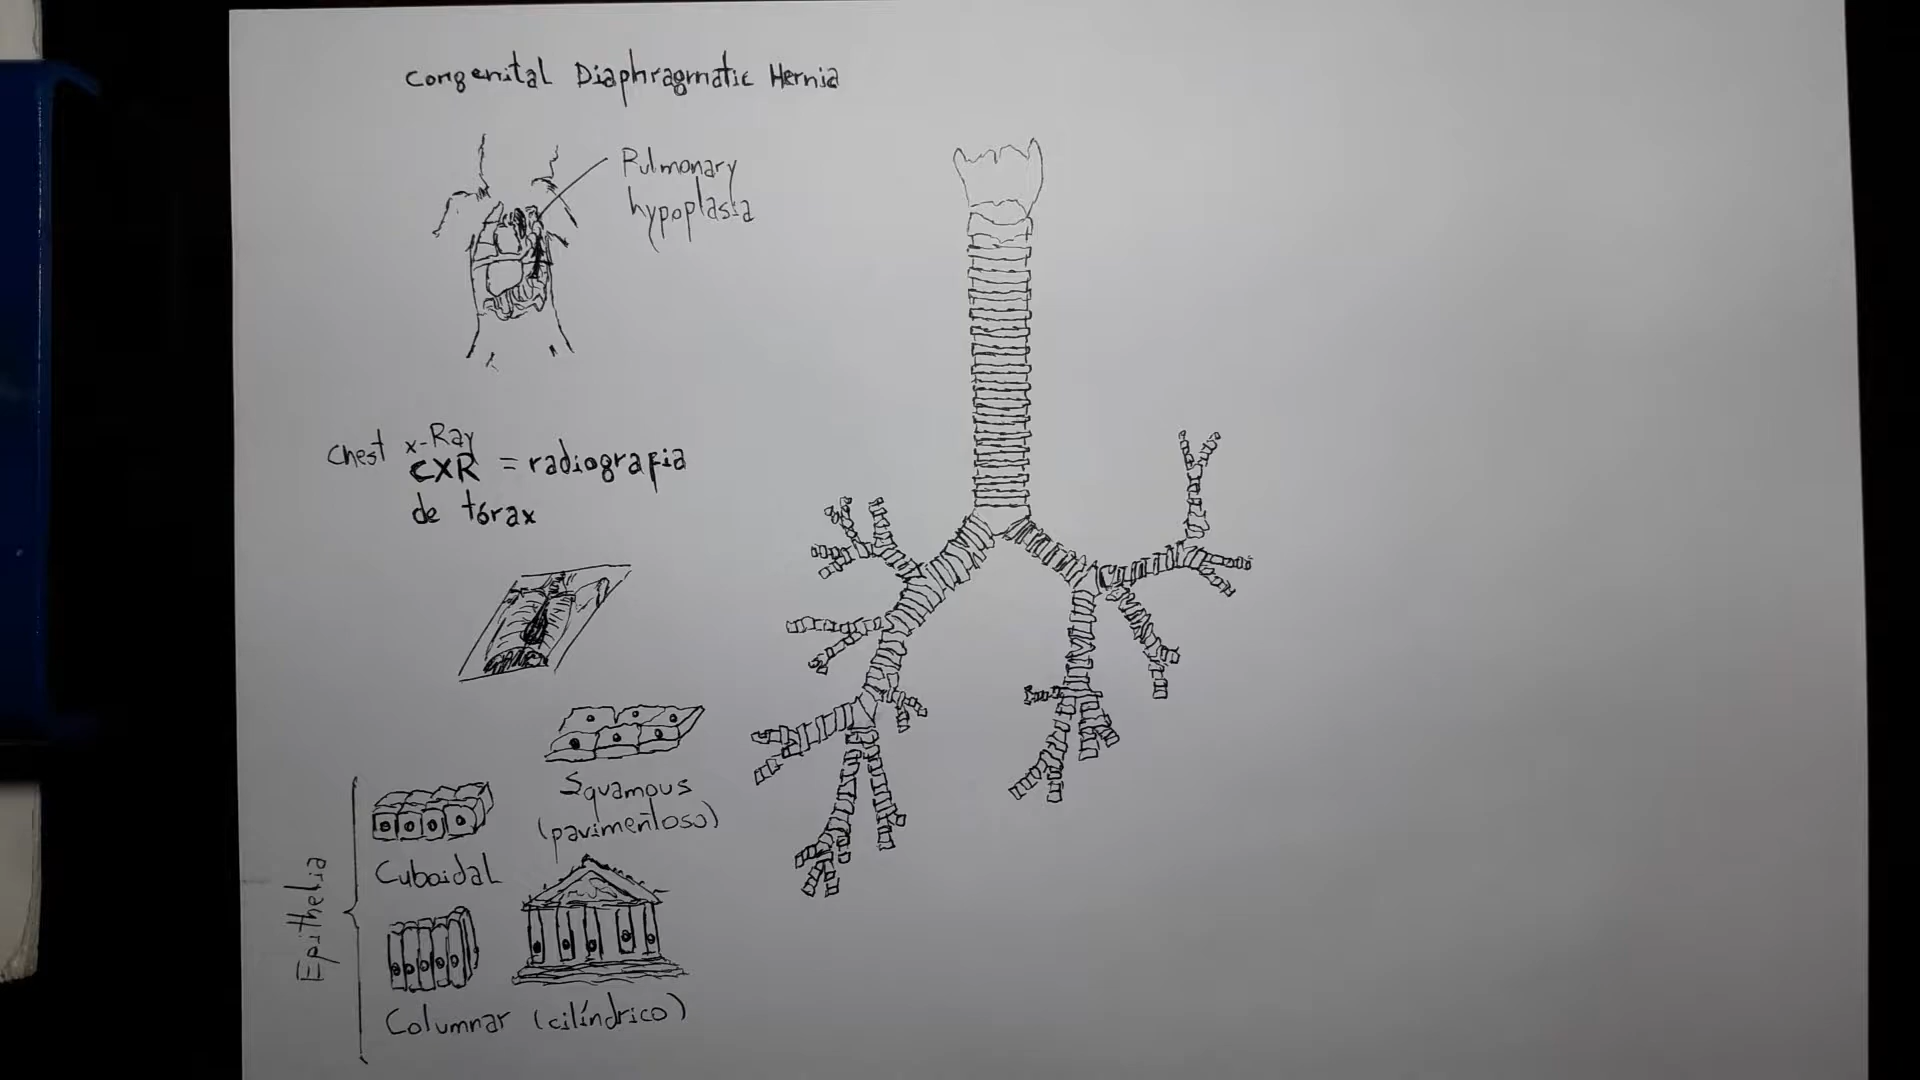 Congenital Diaphragmatic Hernia
Pulmonary
hypoplasia
Chest x-Ray
CXR = radiografia
de tórax
Squamous
(pavimentoso)
Cuboidal
Epithelia
Columnar (cilíndrico)